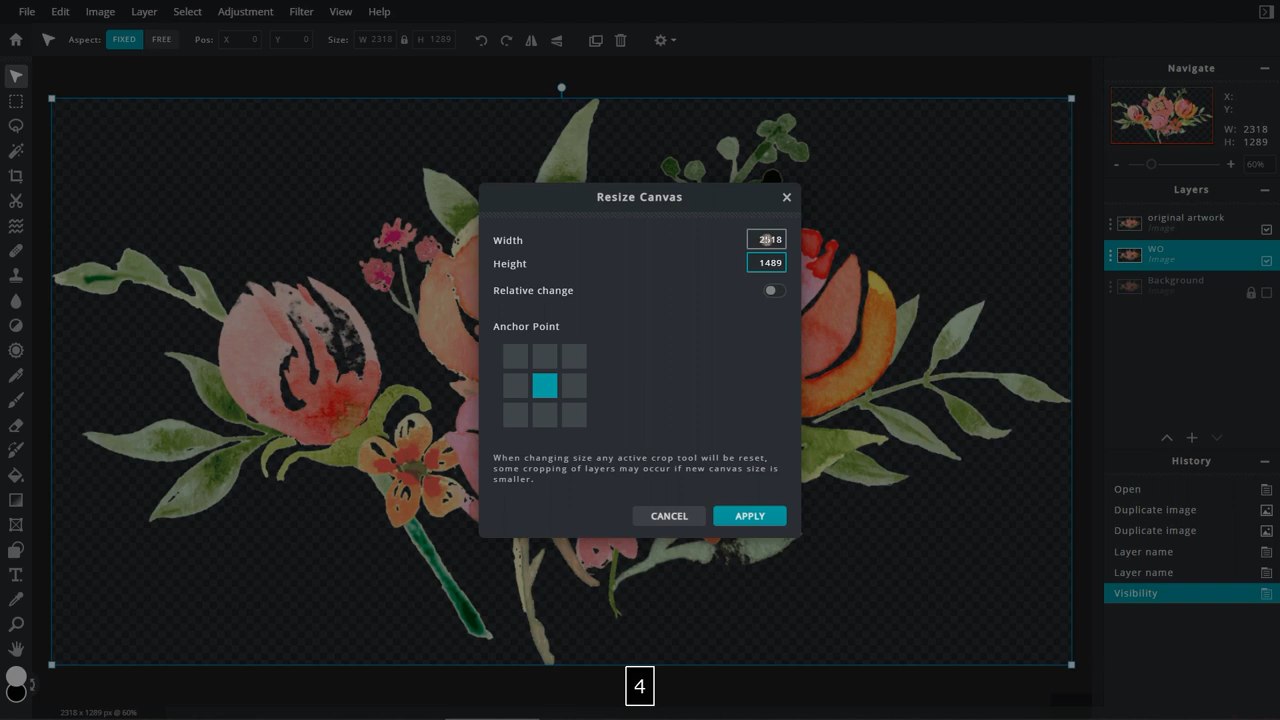 File Edit Image Layer Select Adjustment Filter View Help
Aspect: FIXED FREE Pos: X 0 Y 0 Size: W 2318 H 1289
Navigate
X:
Y:
W: 2318
H: 1289
- + 60%
Layers
original artwork
Image
WO
Image
Background
Image
Resize Canvas
Width 2518
Height 1489
Relative change
Anchor Point
When changing size any active crop tool will be reset,
some cropping of layers may occur if new canvas size is
smaller.
CANCEL APPLY
History
Open
Duplicate image
Duplicate image
Layer name
Layer name
Visibility
4
2318 x 1289 px @ 60%